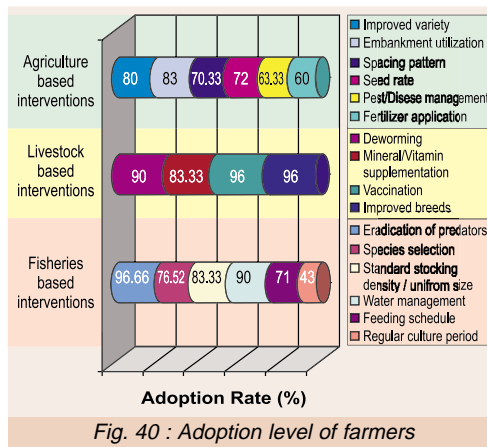 Agriculture
based
interventions
80 83 70.33 72 63.33 60
Improved variety
Embankment utilization
Spacing pattern
Seed rate
Pest/Disese management
Fertilizer application
Livestock
based
interventions
90 83.33 96 96
Deworming
Mineral/Vitamin
supplementation
Vaccination
Improved breeds
Fisheries
based
interventions
96.66 76.52 83.33 90 71 43
Eradication of predators
Species selection
Standard stocking
density / unifrom size
Water management
Feeding schedule
Regular culture period
Adoption Rate (%)
Fig. 40 : Adoption level of farmers